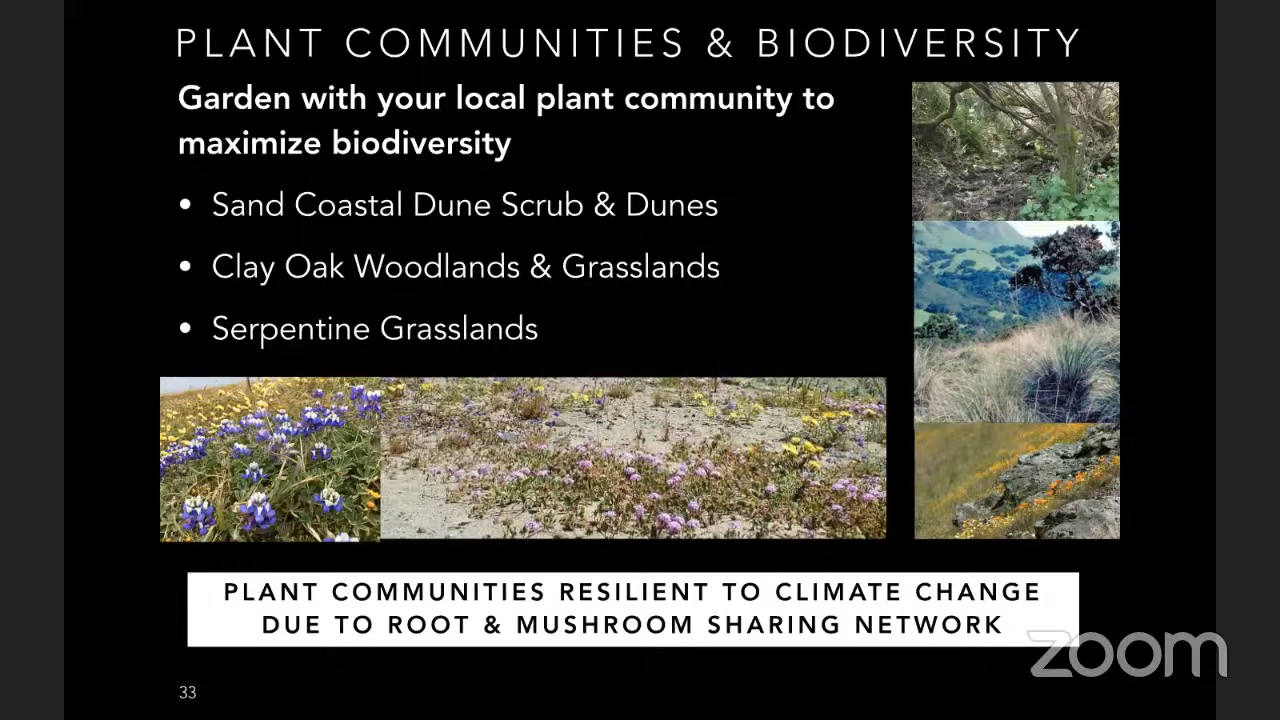 PLANT COMMUNITIES & BIODIVERSITY
Garden with your local plant community to
maximize biodiversity
• Sand Coastal Dune Scrub & Dunes
• Clay Oak Woodlands & Grasslands
• Serpentine Grasslands
PLANT COMMUNITIES RESILIENT TO CLIMATE CHANGE
DUE TO ROOT & MUSHROOM SHARING NETWORK
zoom
33